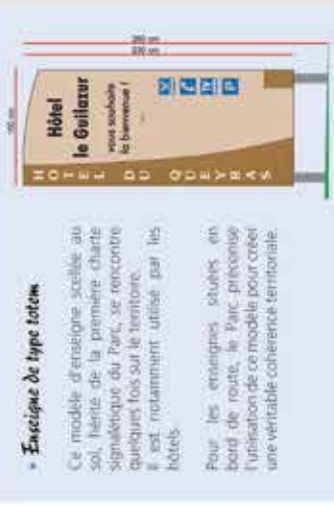 • Enseigne de type totem
Ce modèle d'enseigne scellée au
sol, hérité de la première charte
signalétique du Parc, se rencontre
quelques fois sur le territoire.
Il est notamment utilisé par les
hôtels.
Pour les enseignes situées en
bord de route, le Parc préconise
l'utilisation de ce modèle pour créer
une véritable cohérence territoriale.
HOTEL DU QUEYRAS
Hôtel
le Guilazur
vous souhaite
la bienvenue !
P